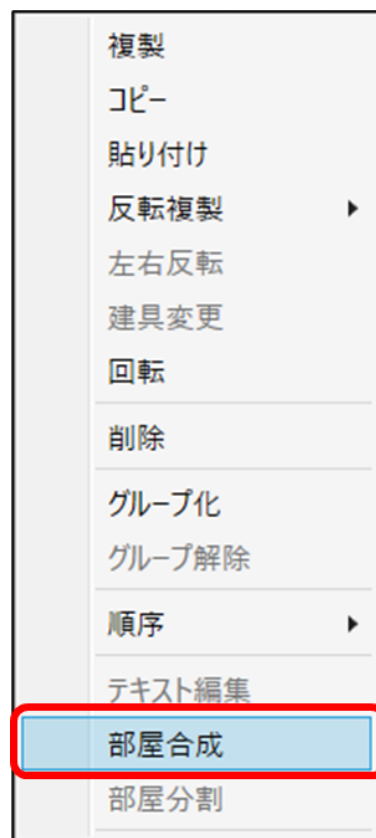 複製
コピー
貼り付け
反転複製
左右反転
建具変更
回転
削除
グループ化
グループ解除
順序
テキスト編集
部屋合成
部屋分割